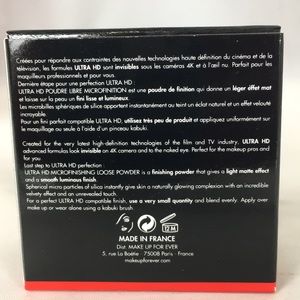 Créées pour répondre aux contraintes des nouvelles technologies haute définition du cinéma et de la
télévision, les formules ULTRA HD sont invisibles sous les caméras 4K et à l'œil nu. Parfait pour les
maquilleurs professionnels et pour vous.
Dernière étape pour une perfection ULTRA HD :
ULTRA HD POUDRE LIBRE MICROFINITION est une poudre de finition qui donne un léger effet mat
et laisse sur la peau un fini lisse et lumineux.
Les microbilles sphériques de silice apportent instantanément au teint un éclat naturel et un effet velouté
incroyable.
Pour un fini parfait compatible ULTRA HD, utilisez très peu de produit et appliquez uniquement sur le
maquillage ou seule à l'aide d'un pinceau kabuki.
Created for the very latest high-definition technologies of the film and TV industry, ULTRA HD
advanced formulas look invisible on 4K camera and to the naked eye. Perfect for the makeup pros and
for you.
Last step to ULTRA HD perfection :
ULTRA HD MICROFINISHING LOOSE POWDER is a finishing powder that gives a light matte effect
and a smooth luminous finish.
Spherical micro particles of silica instantly give skin a naturally glowing complexion with an incredible
velvety effect and an unrivaled touch.
For a perfect ULTRA HD compatible finish, use a very small quantity and blend evenly. Apply over
make up or wear alone using a kabuki brush.
12 M
MADE IN FRANCE
Dist. MAKE UP FOR EVER
5, rue La Boétie 75008 Paris - France
makeupforever.com